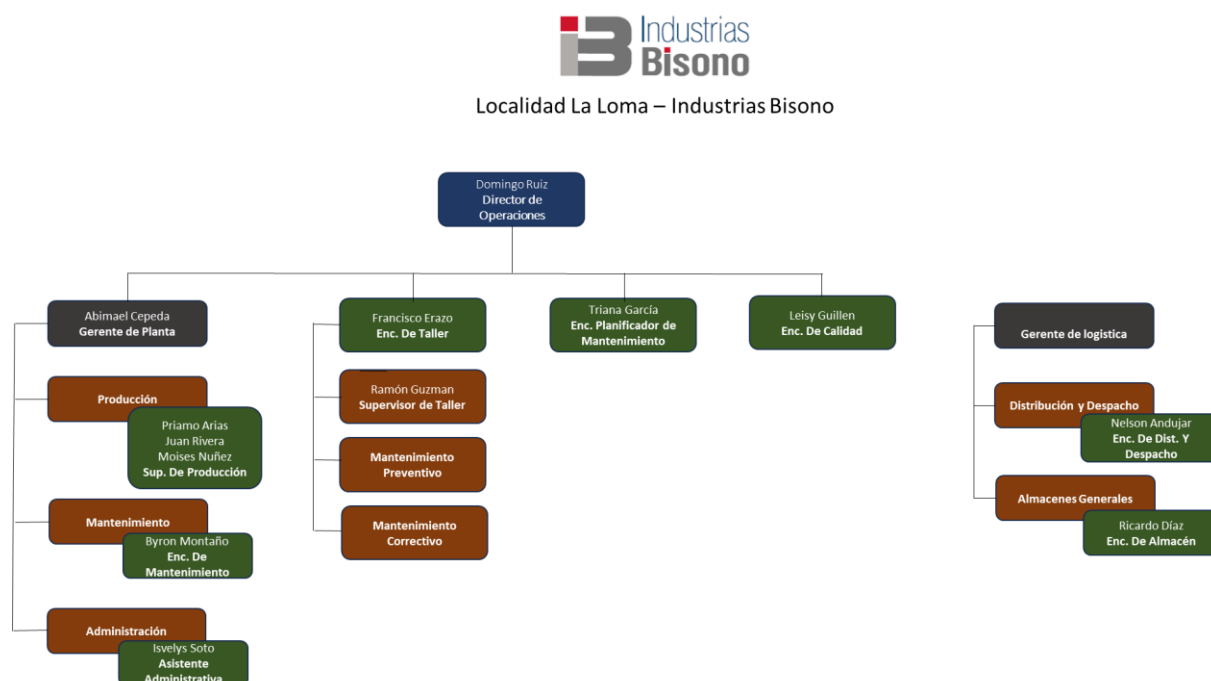 Industrias
Bisono
Localidad La Loma – Industrias Bisono
Domingo Ruiz
Director de
Operaciones
Abimael Cepeda
Gerente de Planta
Francisco Erazo
Enc. De Taller
Triana García
Enc. Planificador de
Mantenimiento
Leisy Guillen
Enc. De Calidad
Gerente de logistica
Producción
Priamo Arias
Juan Rivera
Moises Nuñez
Sup. De Producción
Ramón Guzman
Supervisor de Taller
Distribución y Despacho
Nelson Andujar
Enc. De Dist. Y
Despacho
Mantenimiento
Preventivo
Almacenes Generales
Ricardo Díaz
Enc. De Almacén
Mantenimiento
Byron Montaño
Enc. De
Mantenimiento
Mantenimiento
Correctivo
Administración
Isvelys Soto
Asistente
Administrativa